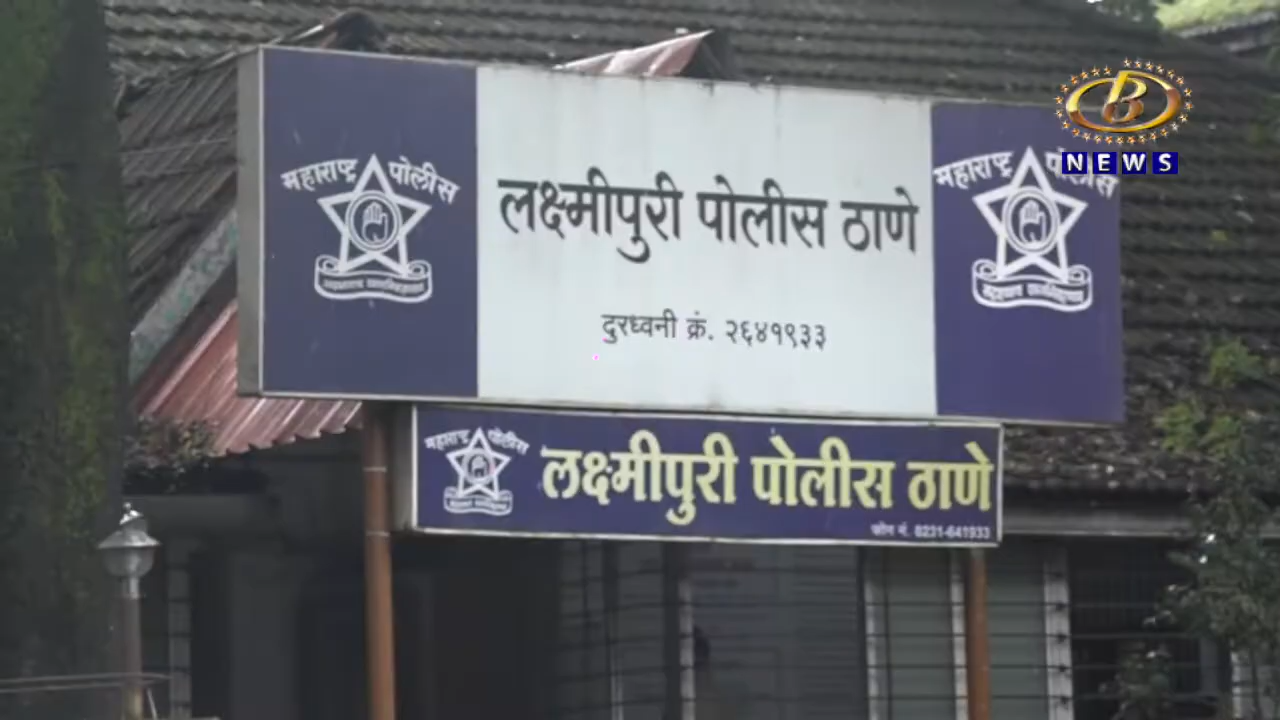 महाराष्ट्र पोलीस
लक्ष्मीपुरी पोलीस ठाणे
दुरध्वनी क्रं. २६४१९३३
महाराष्ट्र पोलीस
B
NEWS
महाराष्ट्र पोलीस
लक्ष्मीपुरी पोलीस ठाणे
फोन नं. 0231-641933